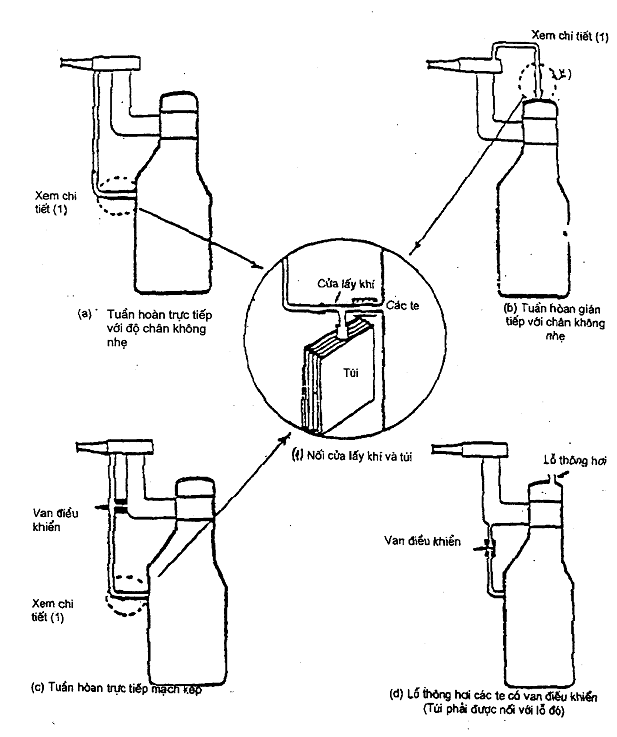 Xem chi tiết (1)
Xem chi
tiết (1)
(a) Tuần hoàn trực tiếp
với độ chân không
nhẹ
Cửa lấy khí
Các te
Túi
(b) Tuần hòan gián
tiếp với chân không
nhẹ
(f) Nối cửa lấy khí và túi
Lỗ thông hơi
Van điều
khiển
Van điều khiển
Xem chi
tiết (1)
(c) Tuần hòan trực tiếp mạch kép
(d) Lổ thông hơi các te có van điều khiển
(Túi phải được nối với lỗ đó)